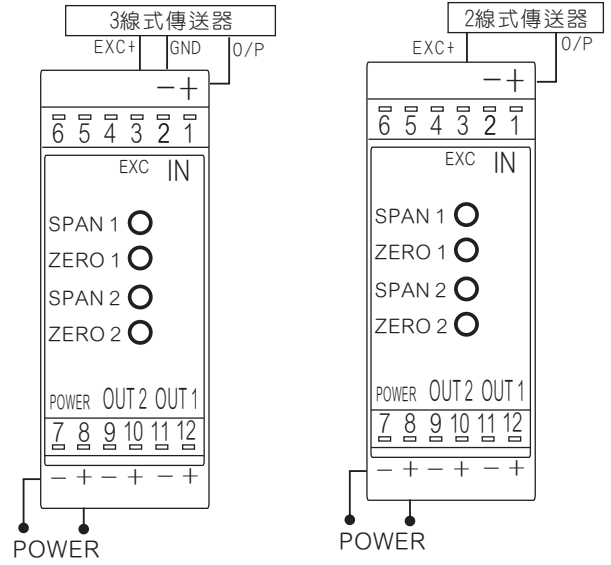 3線式傳送器
EXC+ GND O/P
− +
6 5 4 3 2 1
EXC IN
SPAN 1
ZERO 1
SPAN 2
ZERO 2
POWER OUT 2 OUT 1
7 8 9 10 11 12
− + − + − +
POWER
2線式傳送器
EXC+ O/P
− +
6 5 4 3 2 1
EXC IN
SPAN 1
ZERO 1
SPAN 2
ZERO 2
POWER OUT 2 OUT 1
7 8 9 10 11 12
− + − + − +
POWER